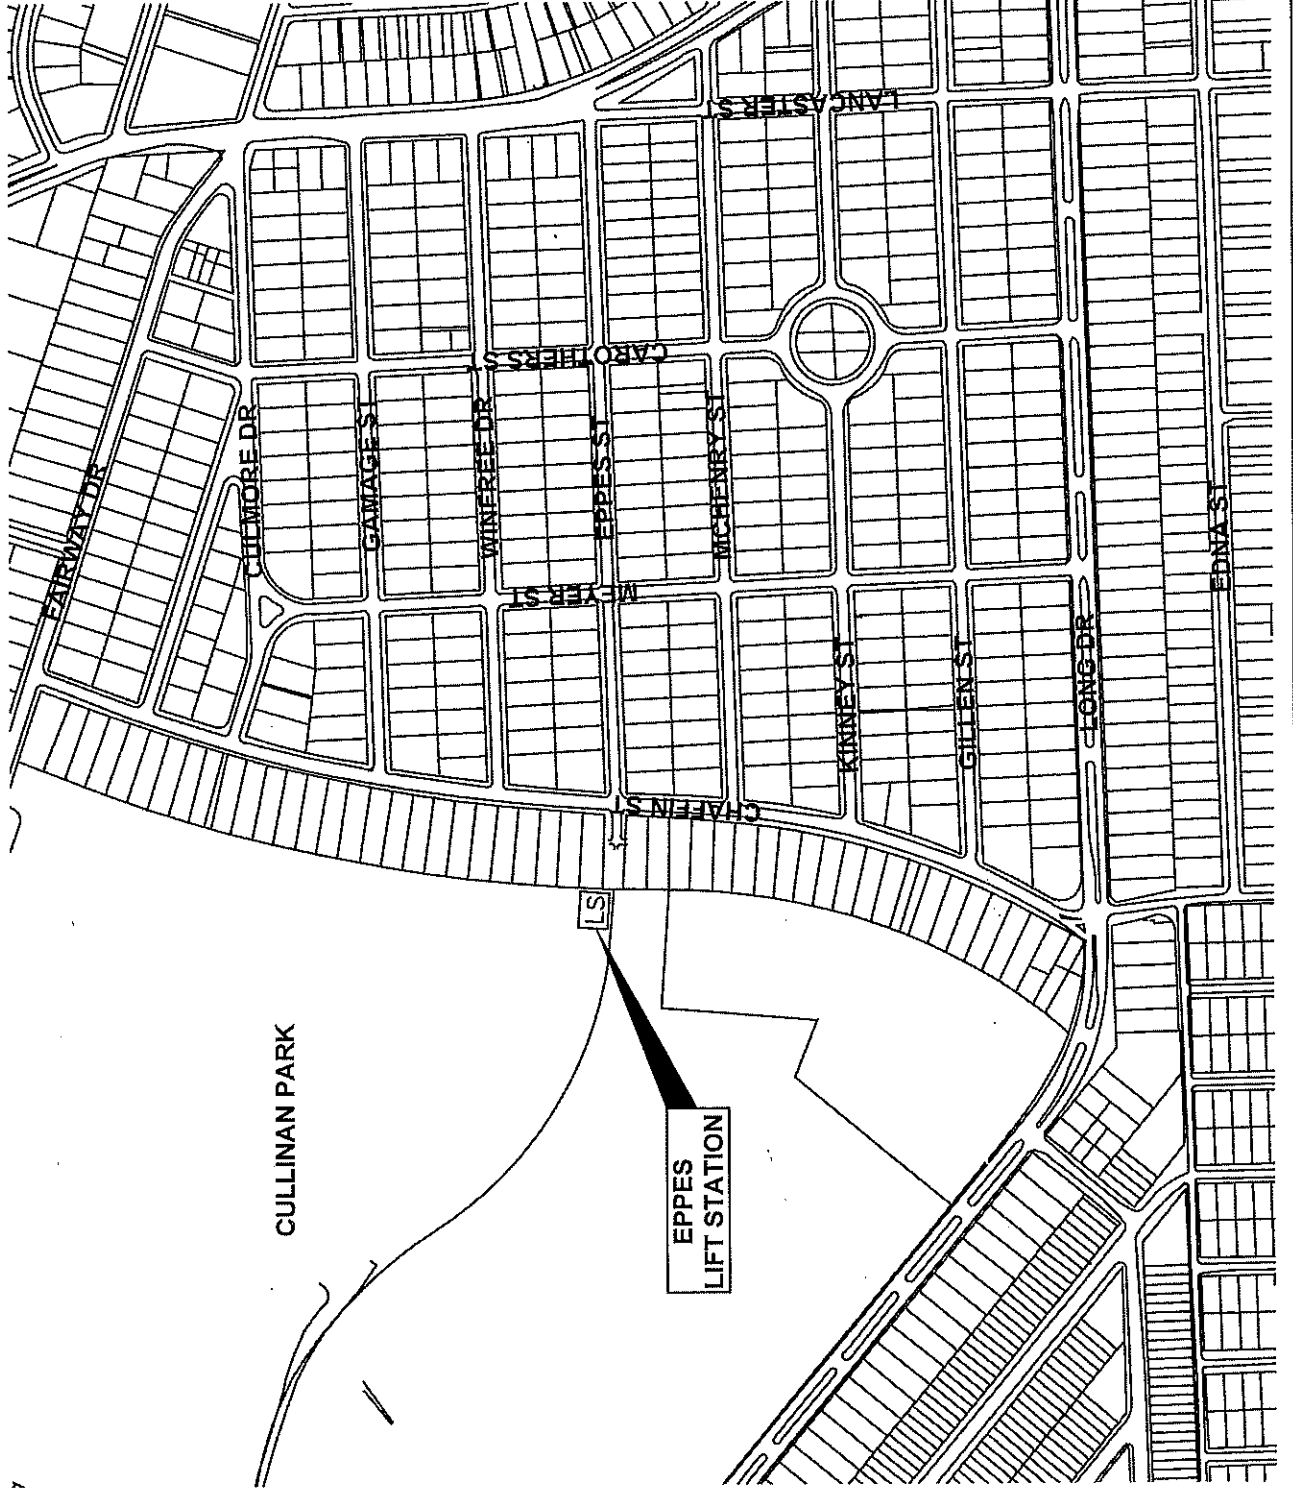 LANCASTER ST
CAROTHERS ST
FAIRWAY DR
CULMORE DR
GAMAGE ST
WINFREE DR
EPPES ST
MCHENRY ST
EDNA ST
MEYER ST
KINNEY ST
GILLEN ST
LONG DR
CHAFFIN ST
LS
CULLINAN PARK
EPPES
LIFT STATION